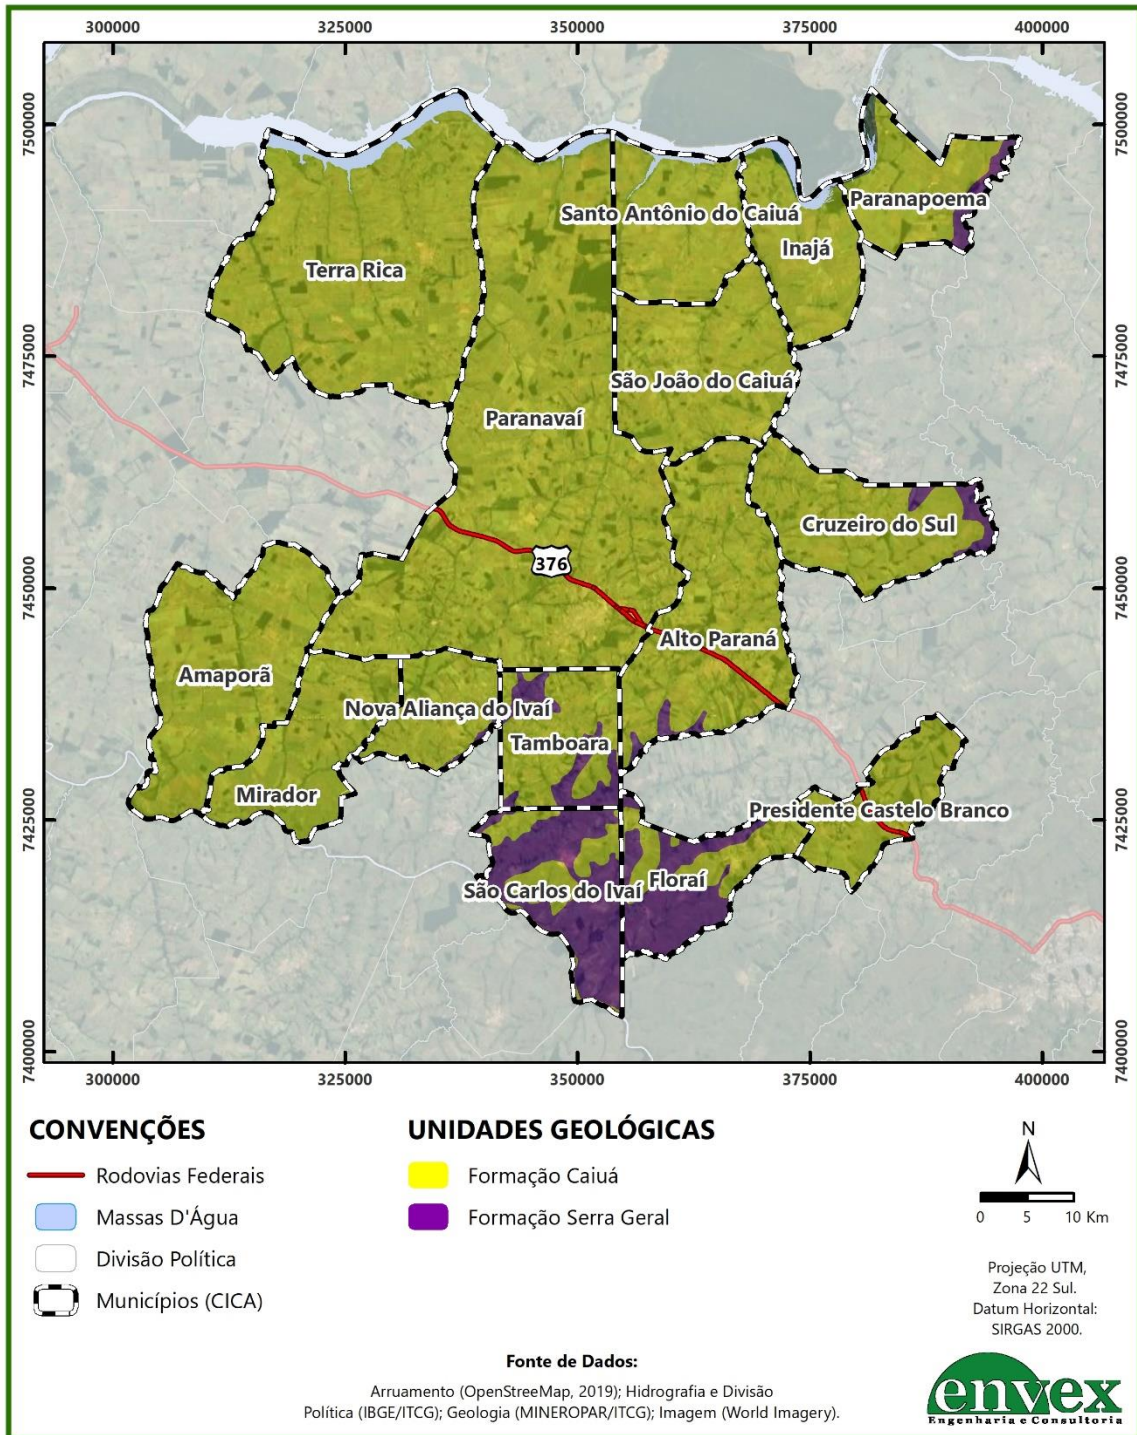 300000 325000 350000 375000 400000
7500000 7500000
Santo Antônio do Caiuá
Paranapoema
Inajá
Terra Rica
7475000 7475000
São João do Caiuá
Paranavaí
Cruzeiro do Sul
376
7450000 7450000
Alto Paraná
Amaporã
Nova Aliança do Ivaí
Tamboara
Mirador
Presidente Castelo Branco
7425000 7425000
Floraí
São Carlos do Ivaí
7400000 7400000
300000 325000 350000 375000 400000
CONVENÇÕES
Rodovias Federais
Massas D'Água
Divisão Política
Municípios (CICA)
UNIDADES GEOLÓGICAS
Formação Caiuá
Formação Serra Geral
N
0 5 10 Km
Projeção UTM,
Zona 22 Sul.
Datum Horizontal:
SIRGAS 2000.
Fonte de Dados:
Arruamento (OpenStreeMap, 2019); Hidrografia e Divisão
Política (IBGE/ITCG); Geologia (MINEROPAR/ITCG); Imagem (World Imagery).
envex
Engenharia e Consultoria